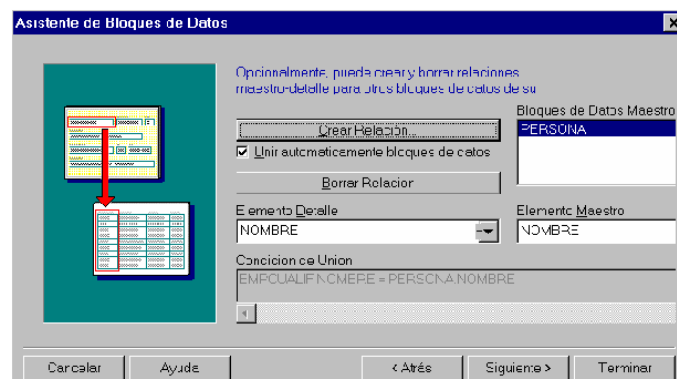 Asistente de Bloques de Datos
Opcionalmente, pueda crear y borrar relaciones
maestro-detalle para otros bloques de datos de su
Bloques de Datos Maestro
Crear Relación...
PERSONA
Unir automaticamente bloques de datos
Borrar Relacion
Elemento Detalle
Elemento Maestro
NOMBRE
NOMBRE
Condicion de Union
EMPCUALIF.NOMBRE = PERSONA.NOMBRE
Cancelar
Ayuda
< Atrás
Siguiente >
Terminar